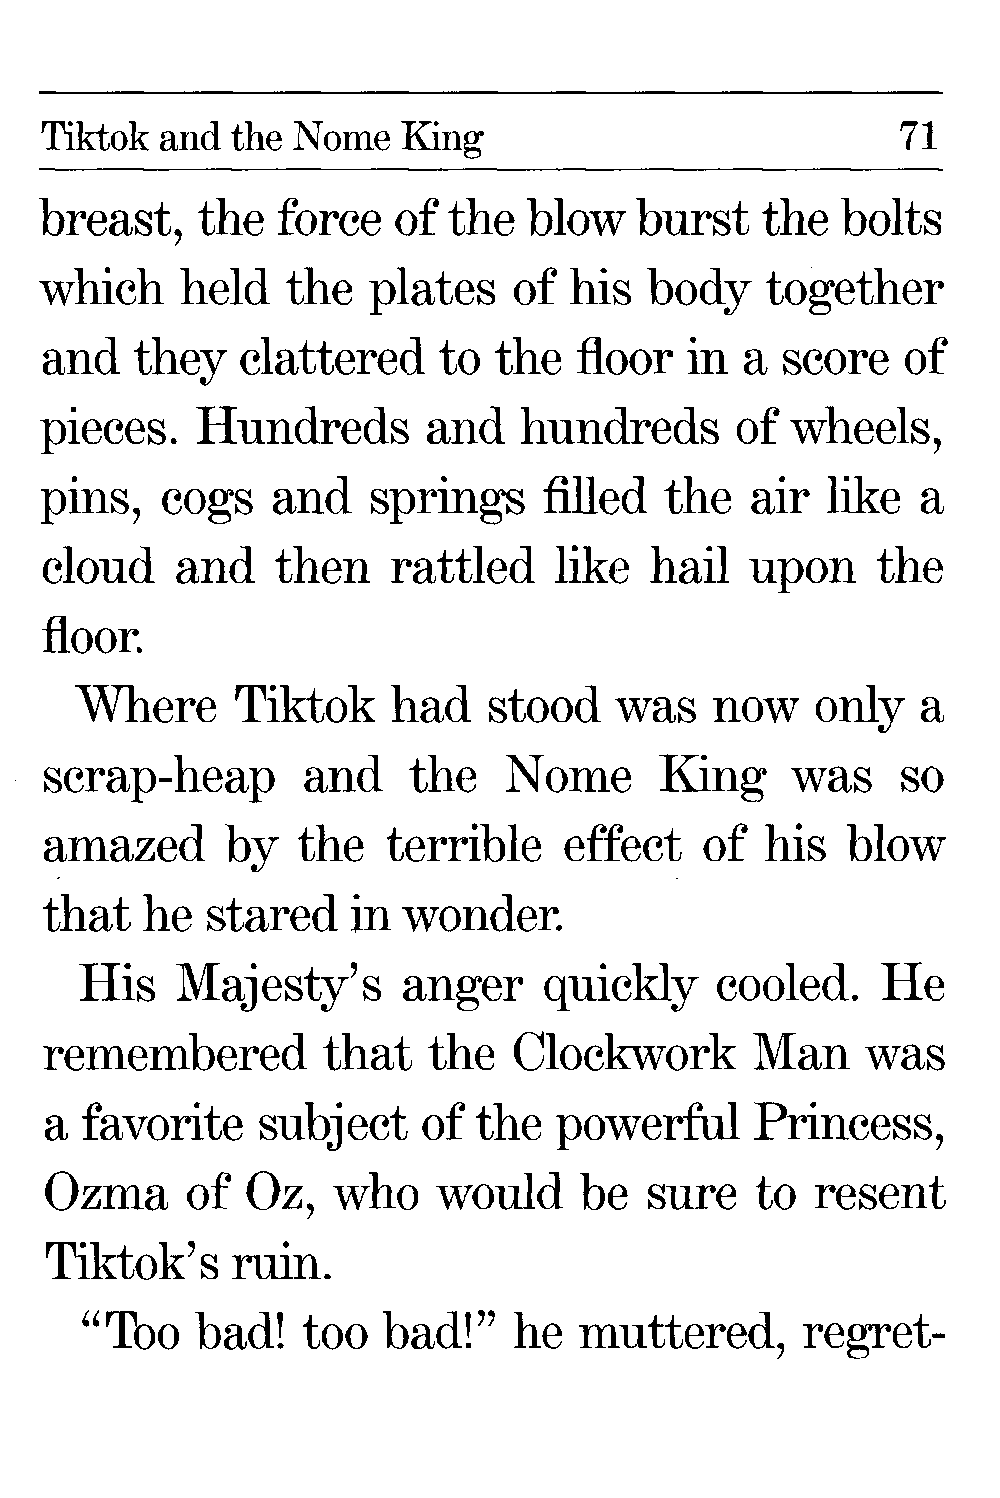 Tiktok and the Nome King 71
breast, the force of the blow burst the bolts
which held the plates of his body together
and they clattered to the floor in a score of
pieces. Hundreds and hundreds of wheels,
pins, cogs and springs filled the air like a
cloud and then rattled like hail upon the
floor.
Where Tiktok had stood was now only a
scrap-heap and the Nome King was so
amazed by the terrible effect of his blow
that he stared in wonder.
His Majesty’s anger quickly cooled. He
remembered that the Clockwork Man was
a favorite subject of the powerful Princess,
Ozma of Oz, who would be sure to resent
Tiktok’s ruin.
“Too bad! too bad!” he muttered, regret-